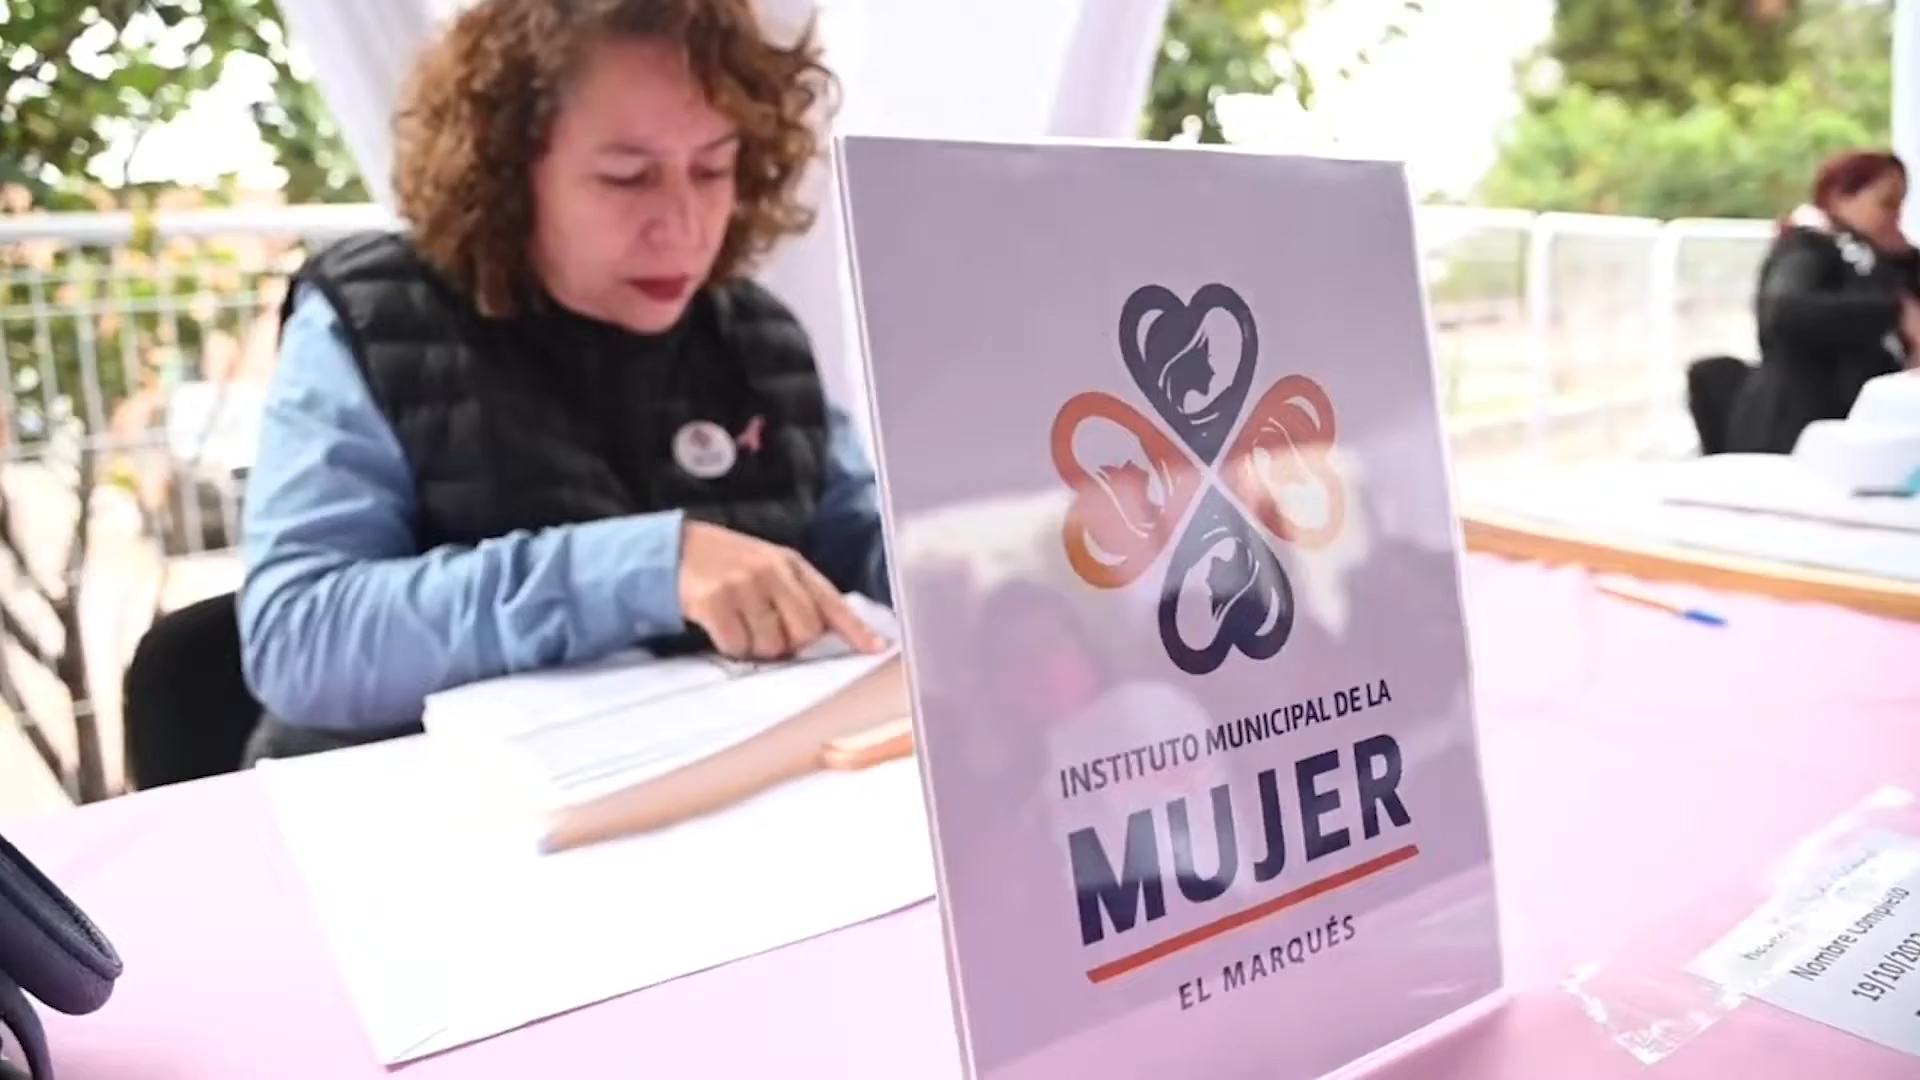 INSTITUTO MUNICIPAL DE LA
MUJER
EL MARQUÉS
Nombre Completo
19/10/202